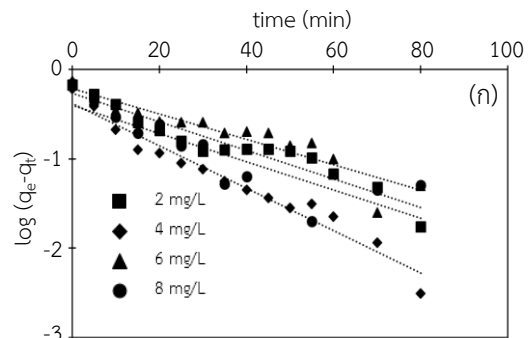 time (min)
0 20 40 60 80 100
0
(ก)
-1
2 mg/L
4 mg/L
-2
6 mg/L
8 mg/L
-3
log (qe-qt)